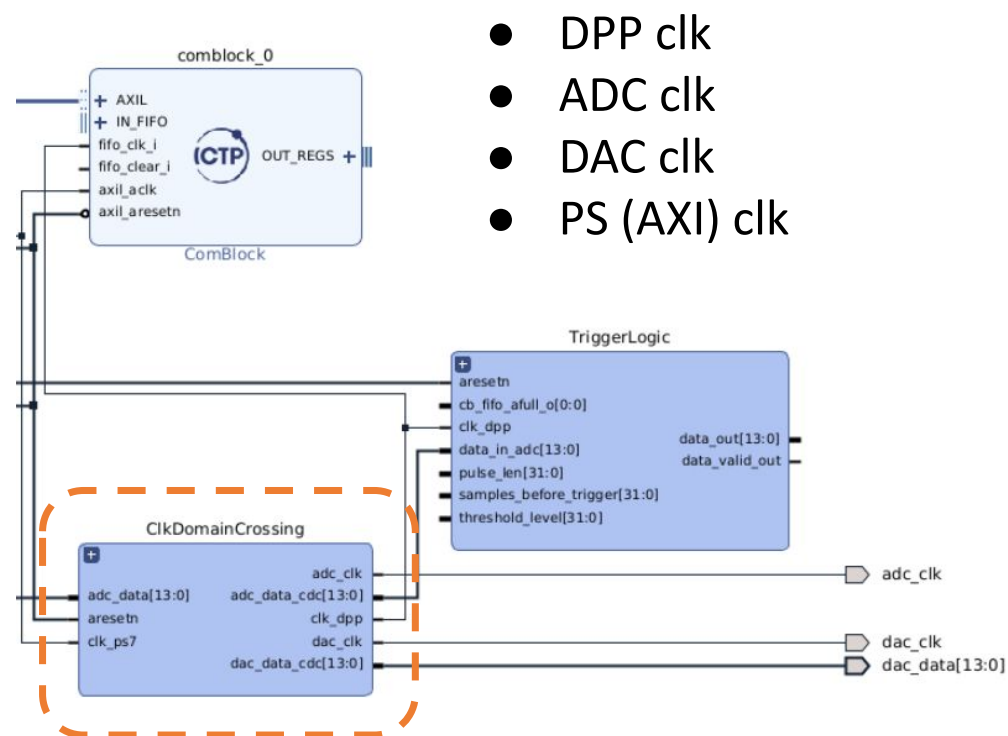 ● DPP clk
● ADC clk
● DAC clk
● PS (AXI) clk
comblock_0
+ AXIL
+ IN_FIFO
fifo_clk_i
fifo_clear_i
axil_aclk
axil_aresetn
ICTP
OUT_REGS +
ComBlock
TriggerLogic
+
aresetn
cb_fifo_afull_o[0:0]
clk_dpp
data_in_adc[13:0]
pulse_len[31:0]
samples_before_trigger[31:0]
threshold_level[31:0]
data_out[13:0]
data_valid_out
ClkDomainCrossing
+
adc_data[13:0]
aresetn
clk_ps7
adc_clk
adc_data_cdc[13:0]
clk_dpp
dac_clk
dac_data_cdc[13:0]
adc_clk
dac_clk
dac_data[13:0]